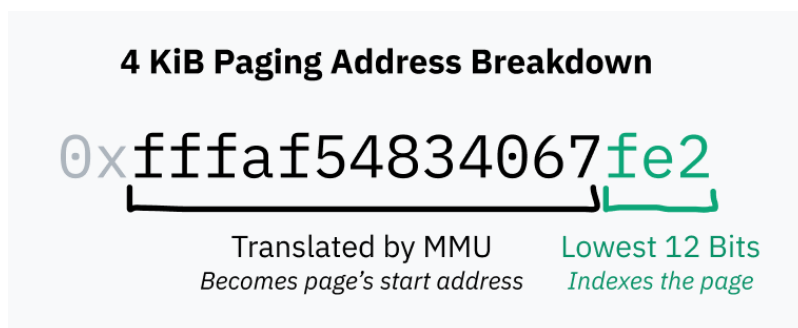 4 KiB Paging Address Breakdown
0xfffaf54834067fe2
Translated by MMU
Becomes page's start address
Lowest 12 Bits
Indexes the page